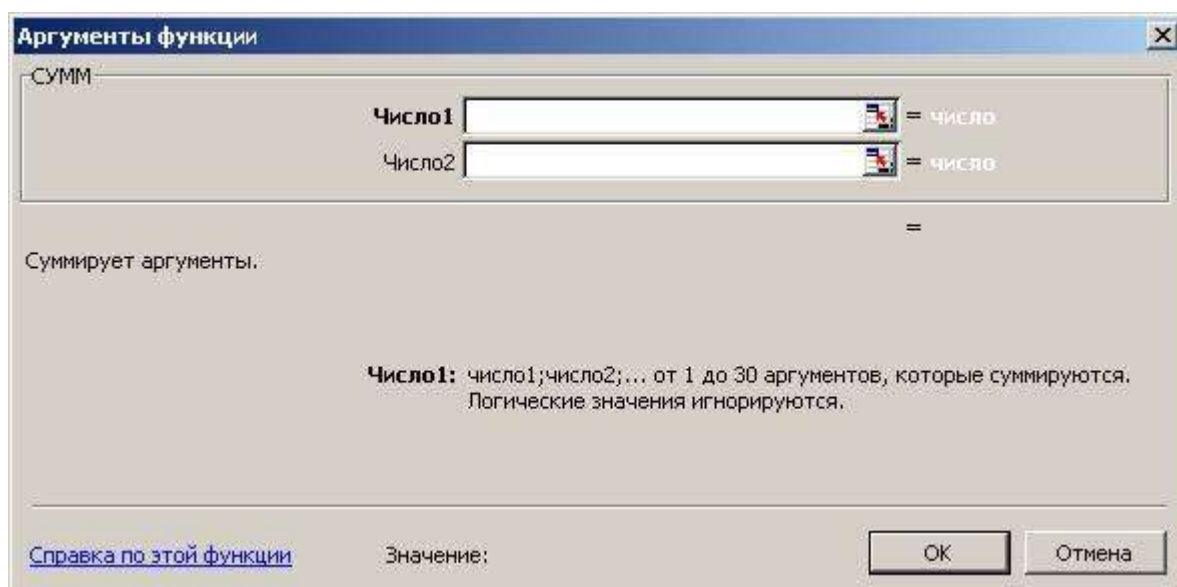 Аргументы функции
СУММ
Число1 = число
Число2 = число
=
Суммирует аргументы.
Число1: число1;число2;... от 1 до 30 аргументов, которые суммируются.
Логические значения игнорируются.
Справка по этой функции Значение: OK Отмена